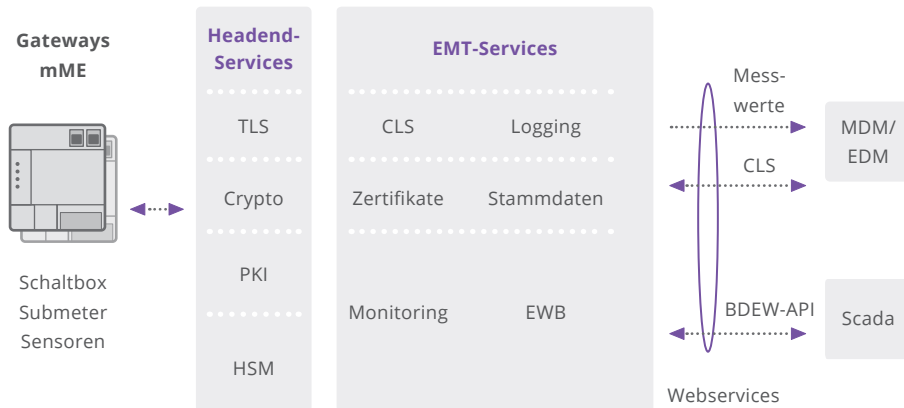 Gateways
mME
Schaltbox
Submeter
Sensoren
Headend-
Services
TLS
Crypto
PKI
HSM
EMT-Services
CLS
Logging
Zertifikate
Stammdaten
Monitoring
EWB
Mess-
werte
CLS
BDEW-API
Webservices
MDM/
EDM
Scada